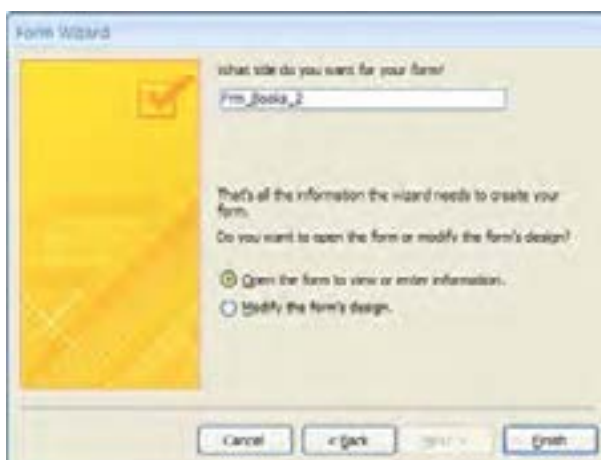 Form Wizard
What title do you want for your form?
Frm_Books_2
That's all the information the wizard needs to create your
form.
Do you want to open the form or modify the form's design?
Open the form to view or enter information.
Modify the form's design.
Cancel
< Back
Next >
Finish